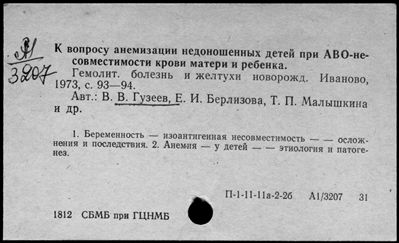 А1
3207
К вопросу анемизации недоношенных детей при АВО-не-
совместимости крови матери и ребенка.
Гемолит. болезнь и желтухи новорожд. Иваново,
1973, с. 93—94.
Авт.: В. В. Гузеев, Е. И. Берлизова, Т. П. Малышкина
и др.
1. Беременность — изоантигенная несовместимость — — ослож-
нения и последствия. 2. Анемия — у детей — — этиология и патоге-
нез.
П-1-11-11а-2-2б А1/3207 31
1812 СБМБ при ГЦНМБ